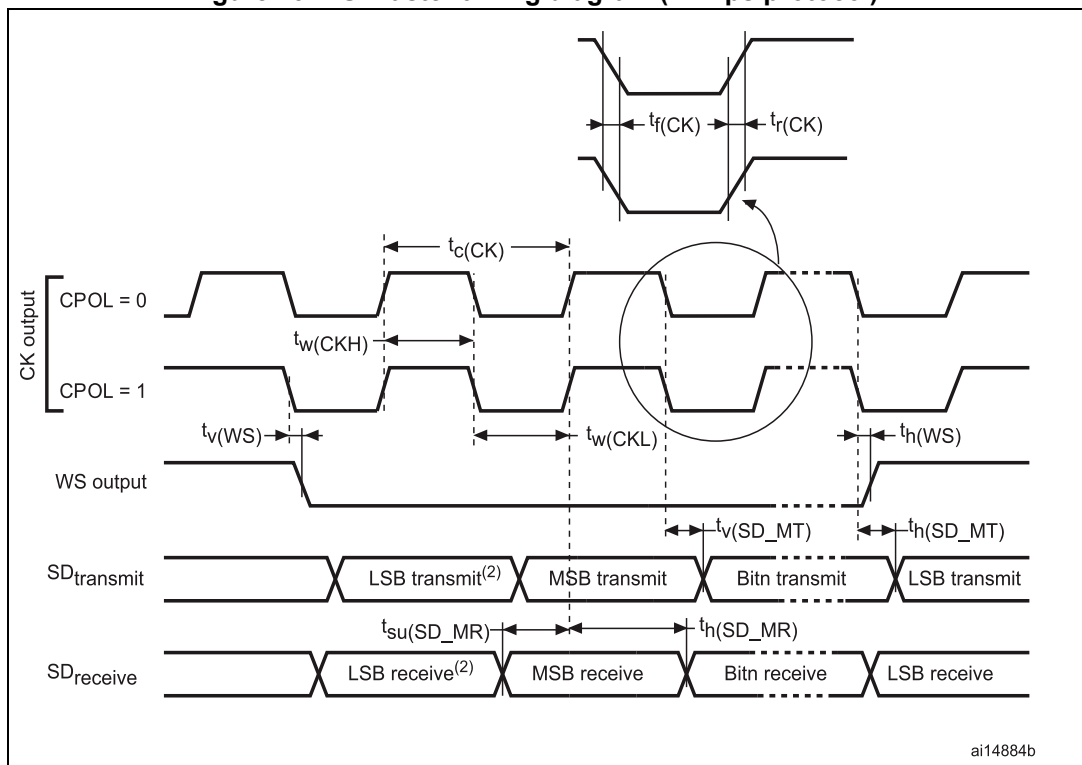 tf(CK)
tr(CK)
tc(CK)
CK output
CPOL = 0
tw(CKH)
CPOL = 1
tv(WS)
tw(CKL)
th(WS)
WS output
tv(SD_MT)
th(SD_MT)
SDtransmit
LSB transmit(2)
MSB transmit
Bitn transmit
LSB transmit
tsu(SD_MR)
th(SD_MR)
SDreceive
LSB receive(2)
MSB receive
Bitn receive
LSB receive
ai14884b